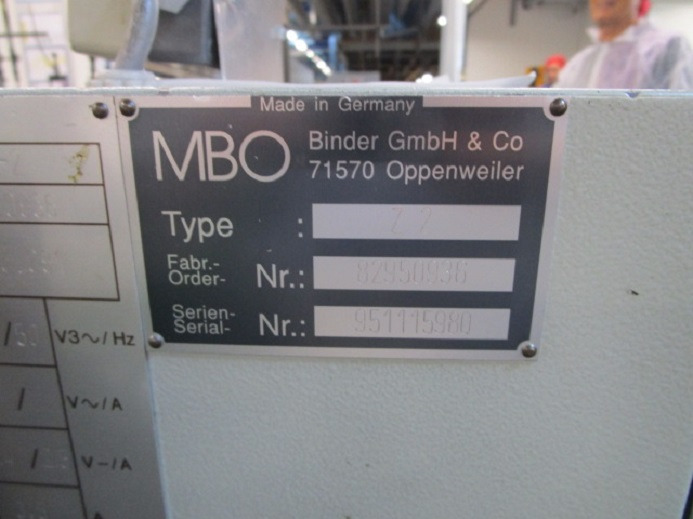 Made in Germany
MBO
Binder GmbH & Co
71570 Oppenweiler
Type :
Fabr.-
Order- Nr.: 82950936
Serien-
Serial- Nr.: 951115980
V3~/Hz
V~/A
V-/A